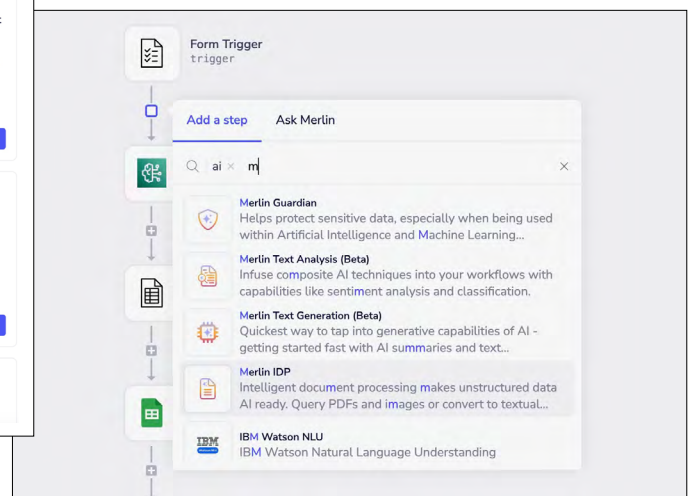 Form Trigger
trigger
Add a step Ask Merlin
ai × m
Merlin Guardian
Helps protect sensitive data, especially when being used
within Artificial Intelligence and Machine Learning...
Merlin Text Analysis (Beta)
Infuse composite AI techniques into your workflows with
capabilities like sentiment analysis and classification.
Merlin Text Generation (Beta)
Quickest way to tap into generative capabilities of AI -
getting started fast with AI summaries and text...
Merlin IDP
Intelligent document processing makes unstructured data
AI ready. Query PDFs and images or convert to textual...
IBM
IBM Watson NLU
IBM Watson Natural Language Understanding